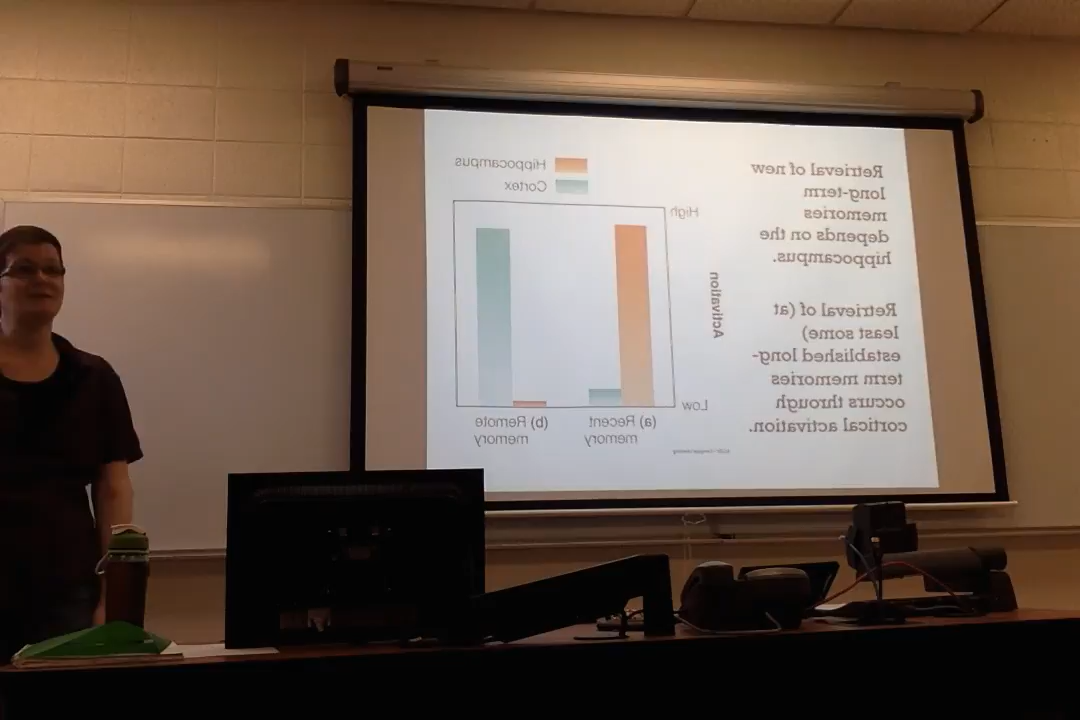 Retrieval of new
long-term
memories
depends on the
hippocampus.
Retrieval of (at
least some)
established long-
term memories
occurs through
cortical activation.
Hippocampus
Cortex
High
Activation
Low
(a) Recent
memory
(b) Remote
memory